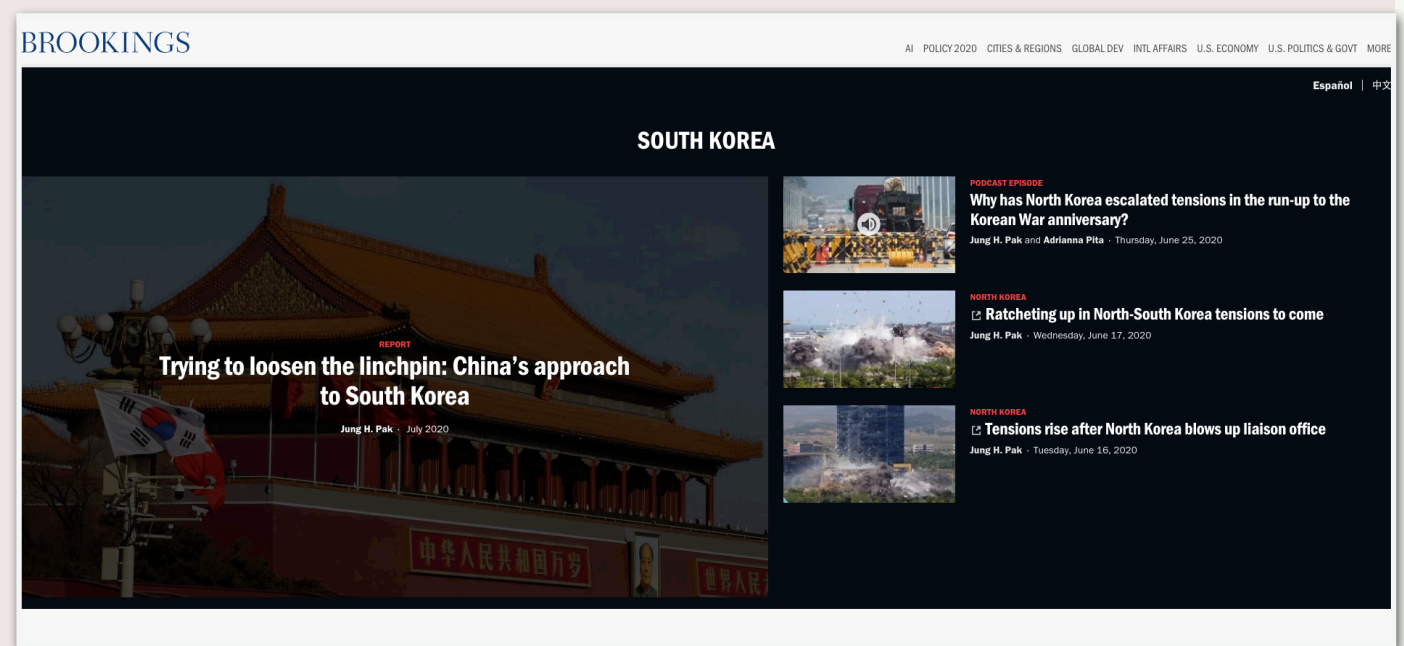 BROOKINGS
AI POLICY 2020 CITIES & REGIONS GLOBAL DEV INTL AFFAIRS U.S. ECONOMY U.S. POLITICS & GOVT MORE
Español | 中文
SOUTH KOREA
REPORT
Trying to loosen the linchpin: China's approach
to South Korea
Jung H. Pak · July 2020
中华人民共和国万岁
世界人民
PODCAST EPISODE
Why has North Korea escalated tensions in the run-up to the
Korean War anniversary?
Jung H. Pak and Adrianna Pita · Thursday, June 25, 2020
NORTH KOREA
Ratcheting up in North-South Korea tensions to come
Jung H. Pak · Wednesday, June 17, 2020
NORTH KOREA
Tensions rise after North Korea blows up liaison office
Jung H. Pak · Tuesday, June 16, 2020